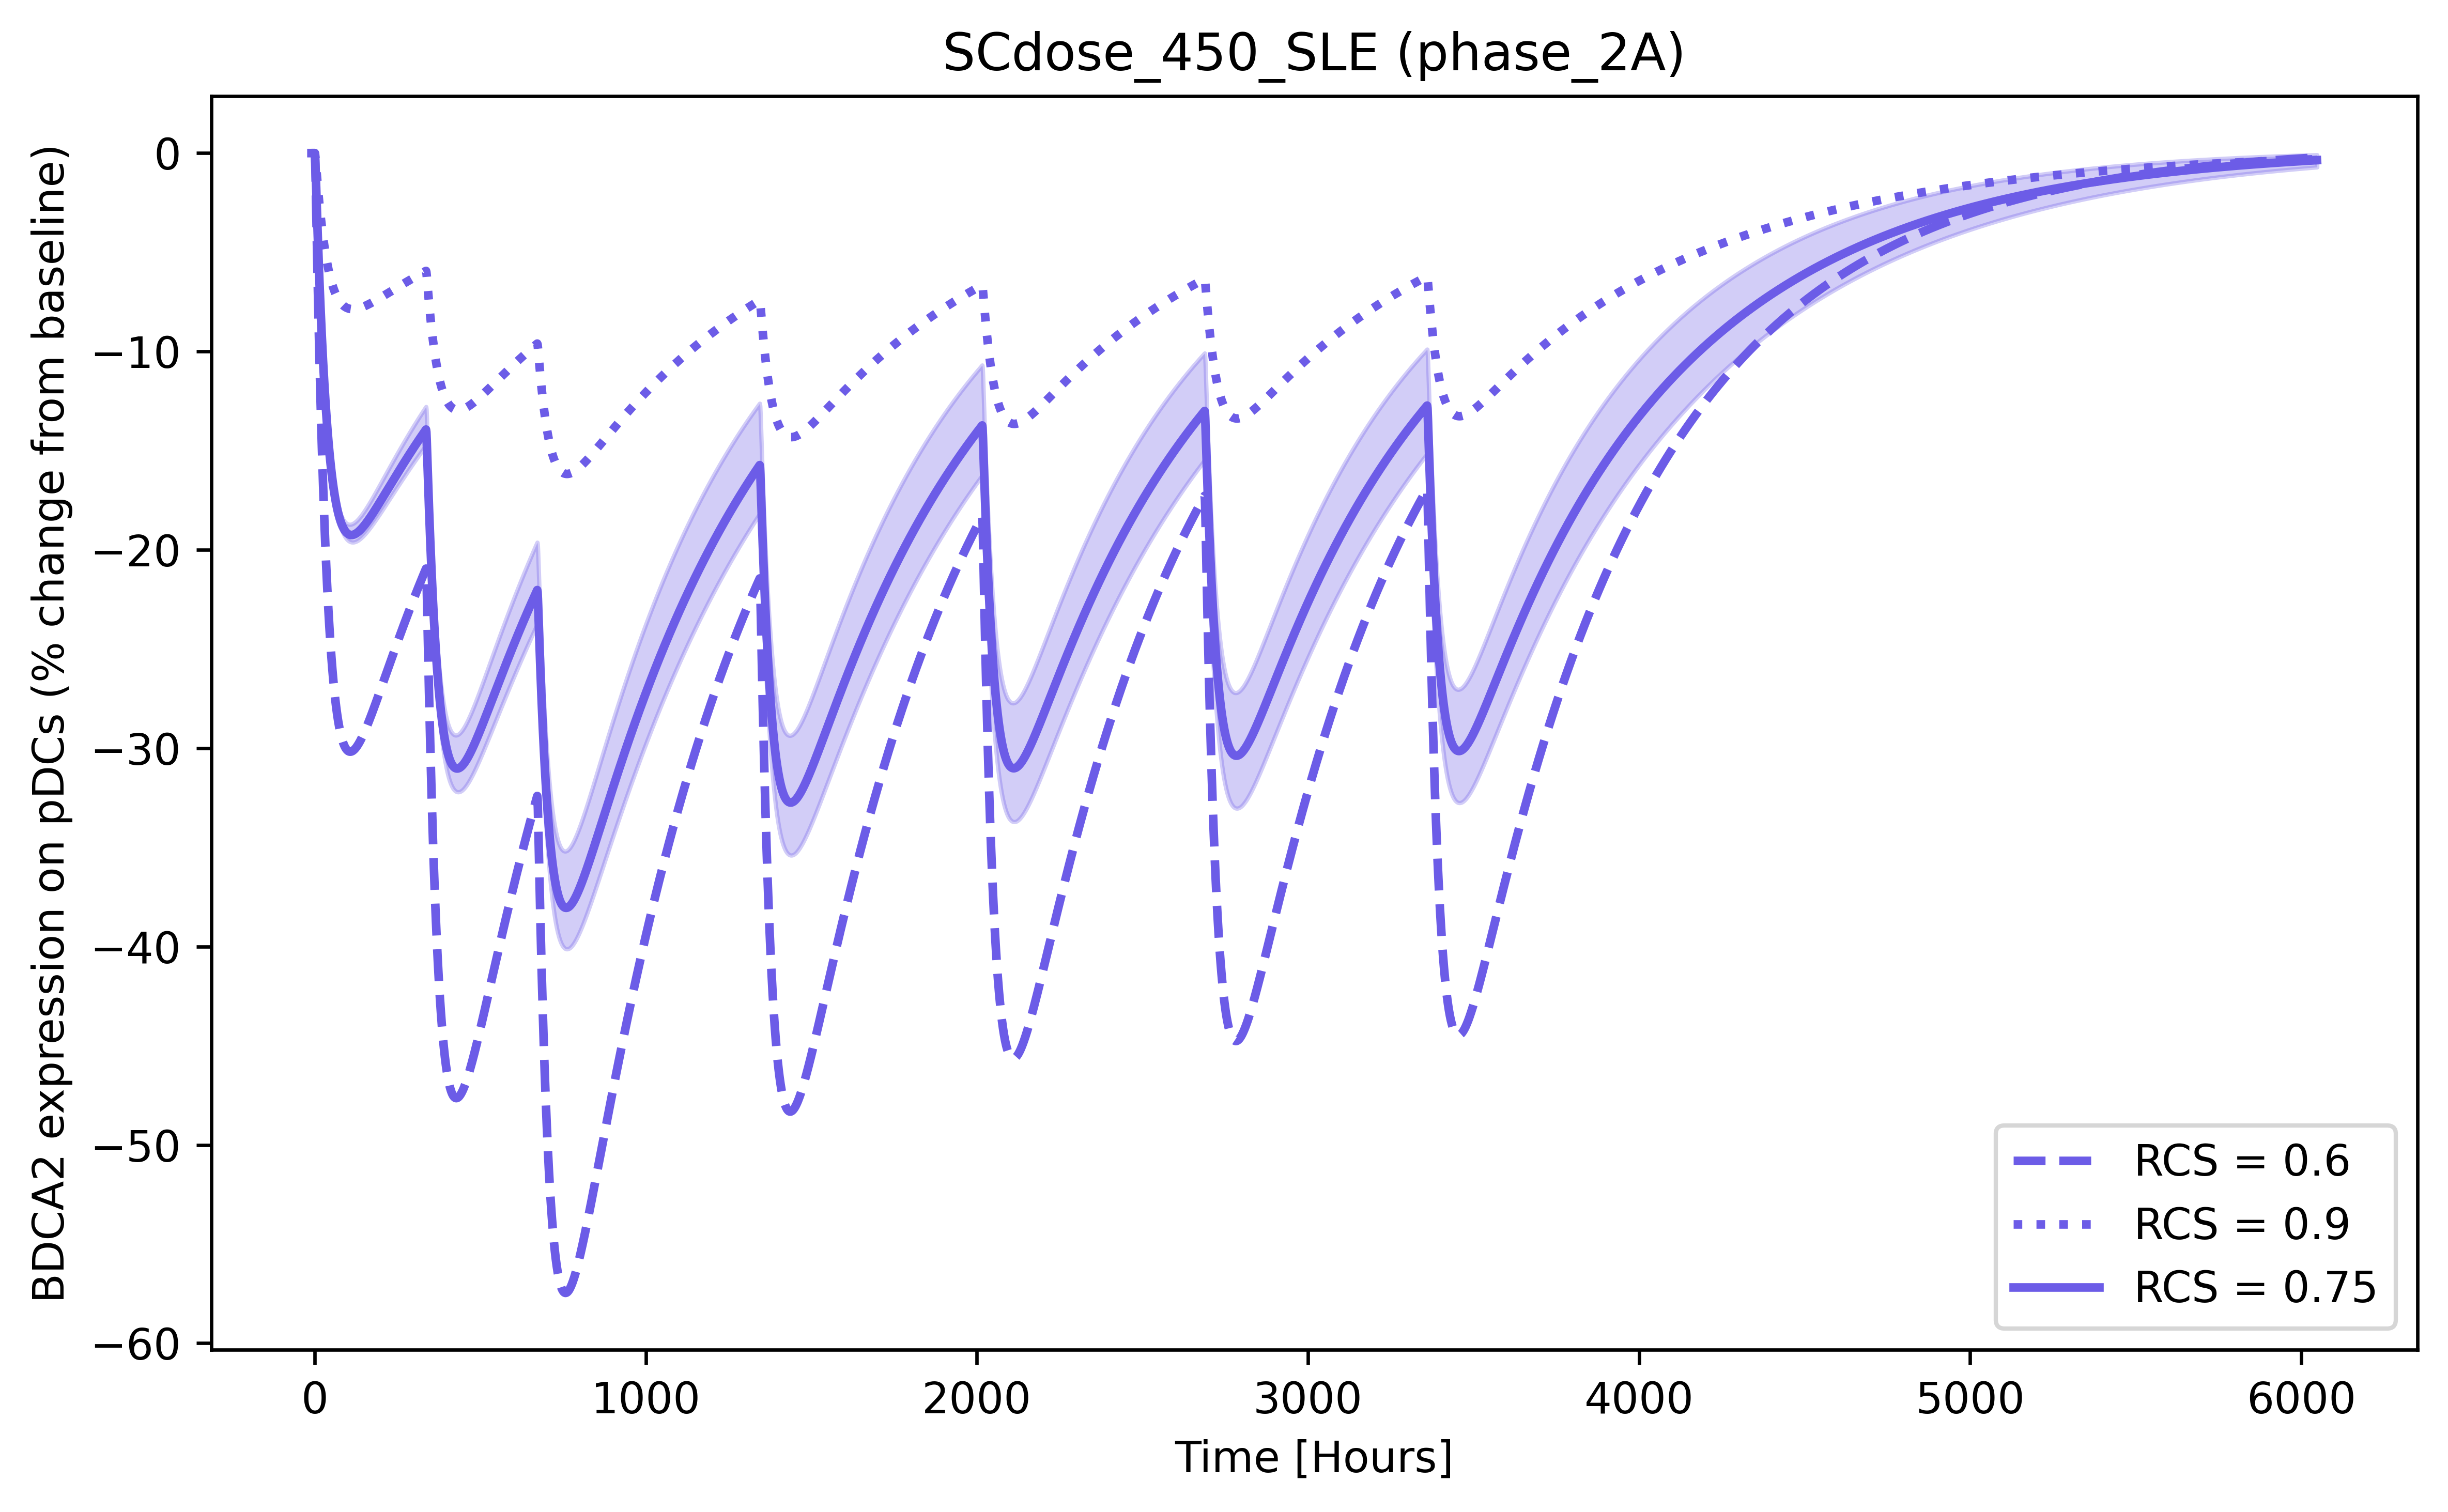 SCdose_450_SLE (phase_2A)
BDCA2 expression on pDCs (% change from baseline)
0
−10
−20
−30
−40
−50
−60
RCS = 0.6
RCS = 0.9
RCS = 0.75
0 1000 2000 3000 4000 5000 6000
Time [Hours]